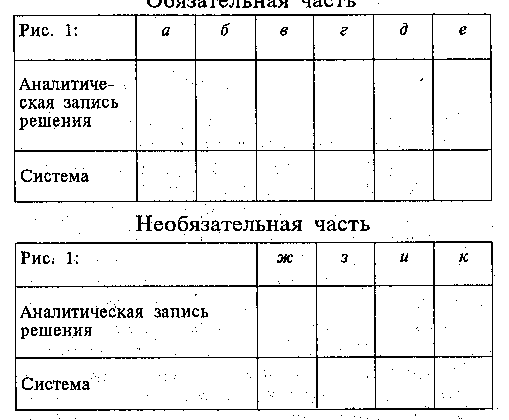 Обязательная часть
Рис. 1: а б в г д е
Аналитиче-
ская запись
решения
Система
Необязательная часть
Рис. 1: ж з и к
Аналитическая запись
решения
Система